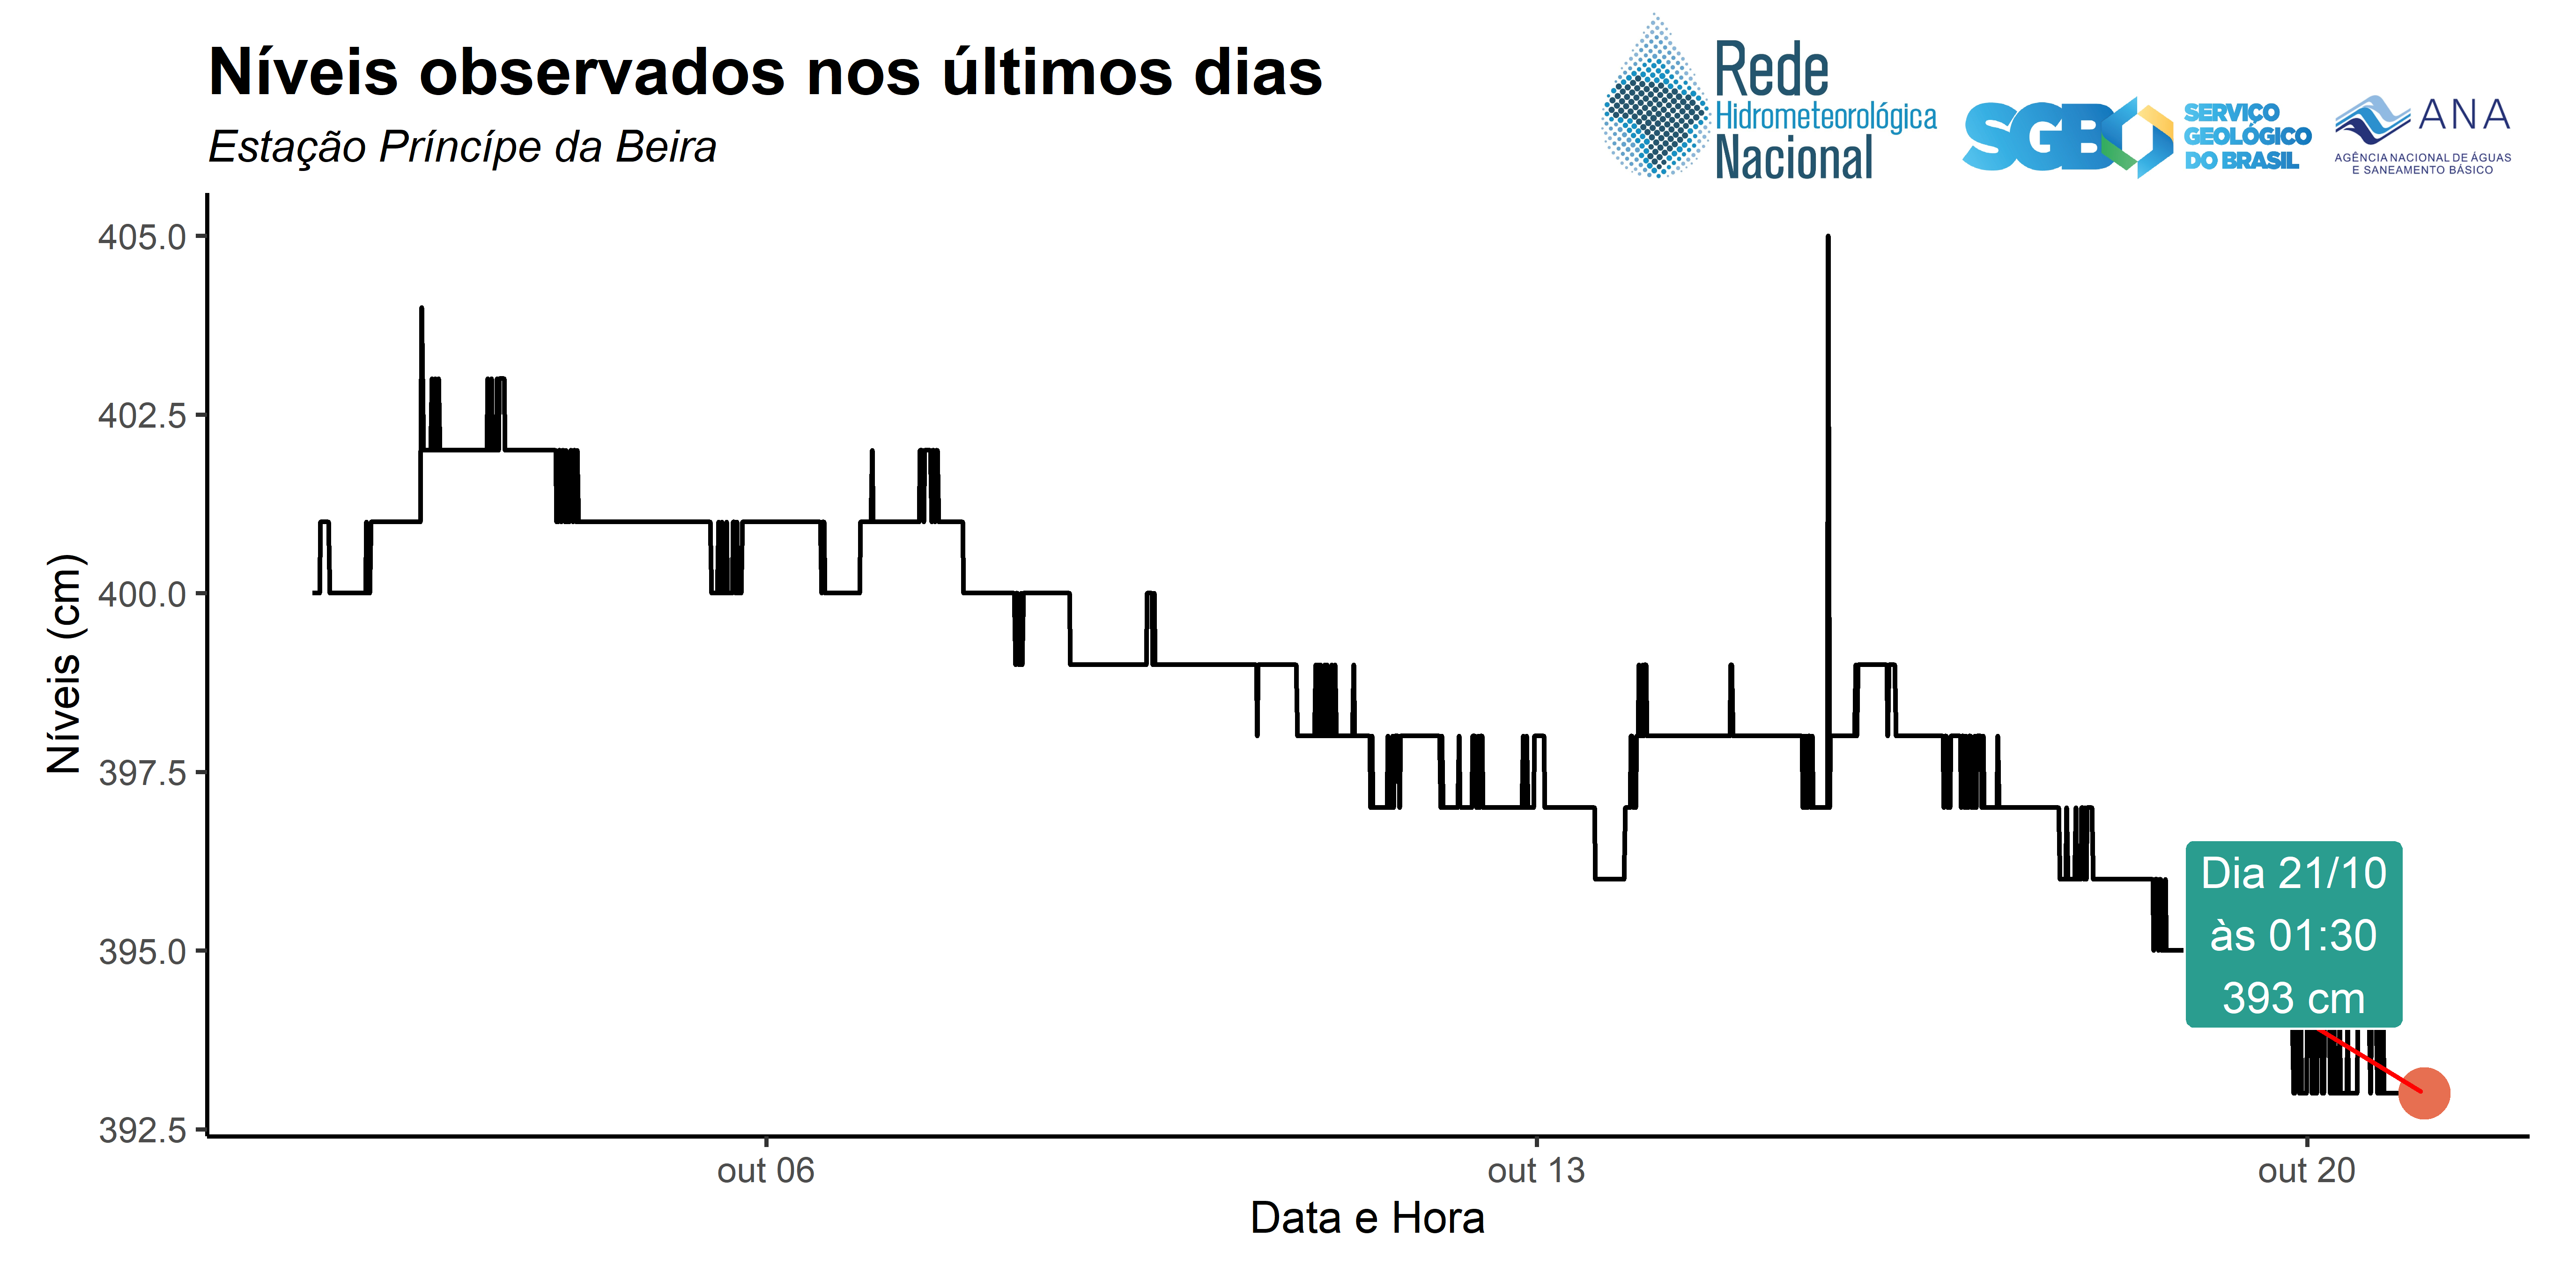 Níveis observados nos últimos dias
Estação Príncípe da Beira
Rede
Hidrometeorológica
Nacional
SGB
SERVIÇO
GEOLÓGICO
DO BRASIL
ANA
AGÊNCIA NACIONAL DE ÁGUAS
E SANEAMENTO BÁSICO
Níveis (cm)
405.0
402.5
400.0
397.5
395.0
392.5
Dia 21/10
às 01:30
393 cm
out 06
out 13
out 20
Data e Hora